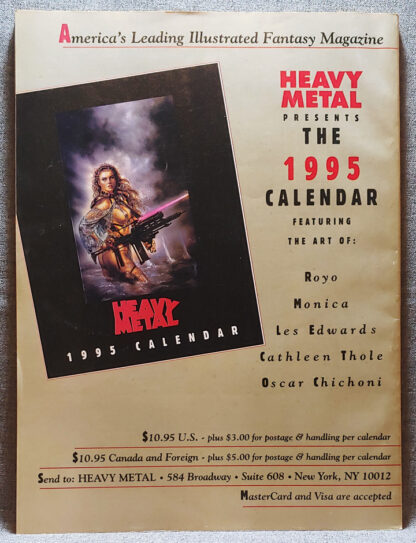 America's Leading Illustrated Fantasy Magazine
HEAVY
METAL
PRESENTS
THE
1995
CALENDAR
FEATURING
THE ART OF:
Royo
Monica
Les Edwards
Cathleen Thole
Oscar Chichoni
HEAVY
METAL
1995 CALENDAR
$10.95 U.S. - plus $3.00 for postage & handling per calendar
$10.95 Canada and Foreign - plus $5.00 for postage & handling per calendar
Send to: HEAVY METAL • 584 Broadway • Suite 608 • New York, NY 10012
MasterCard and Visa are accepted